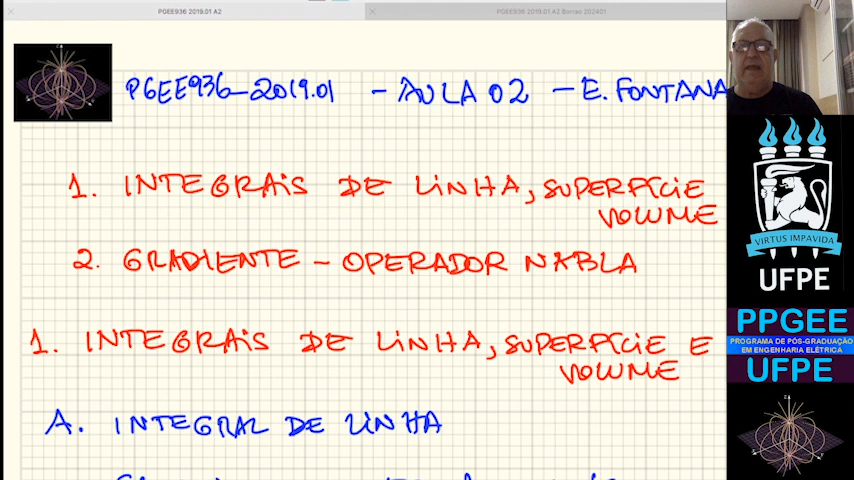 PGEE936 2019.01 A2
PGEE936 2019.01 A2 Borrao 202401
PGEE936-2019.01 - AULA 02 - E. FONTANA
1. INTEGRAIS DE LINHA, SUPERFÍCIE
VOLUME
2. GRADIENTE - OPERADOR NABLA
1. INTEGRAIS DE LINHA, SUPERFÍCIE E
VOLUME
A. INTEGRAL DE LINHA
VIRTUS IMPAVIDA
UFPE
PPGEE
PROGRAMA DE PÓS-GRADUAÇÃO
EM ENGENHARIA ELÉTRICA
UFPE